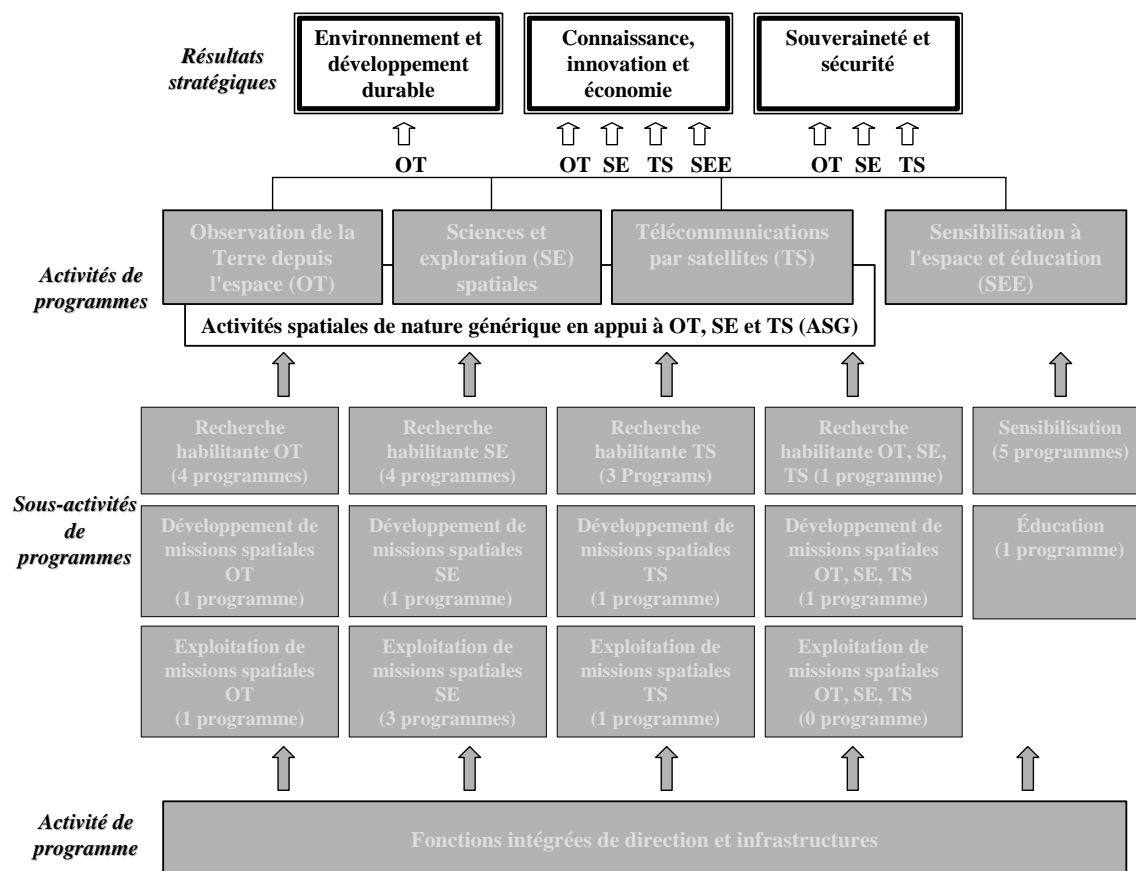 Résultats
stratégiques
Environnement et
développement
durable
Connaissance,
innovation et
économie
Souveraineté et
sécurité
OT
OT SE TS SEE
OT SE TS
Activités de
programmes
Observation de la
Terre depuis
l'espace (OT)
Sciences et
exploration (SE)
spatiales
Télécommunications
par satellites (TS)
Sensibilisation à
l'espace et éducation
(SEE)
Activités spatiales de nature générique en appui à OT, SE et TS (ASG)
Sous-activités
de
programmes
Recherche
habilitante OT
(4 programmes)
Recherche
habilitante SE
(4 programmes)
Recherche
habilitante TS
(3 Programs)
Recherche
habilitante OT, SE,
TS (1 programme)
Sensibilisation
(5 programmes)
Développement de
missions spatiales
OT
(1 programme)
Développement de
missions spatiales
SE
(1 programme)
Développement de
missions spatiales
TS
(1 programme)
Développement de
missions spatiales
OT, SE, TS
(1 programme)
Éducation
(1 programme)
Exploitation de
missions spatiales
OT
(1 programme)
Exploitation de
missions spatiales
SE
(3 programmes)
Exploitation de
missions spatiales
TS
(1 programme)
Exploitation de
missions spatiales
OT, SE, TS
(0 programme)
Activité de
programme
Fonctions intégrées de direction et infrastructures